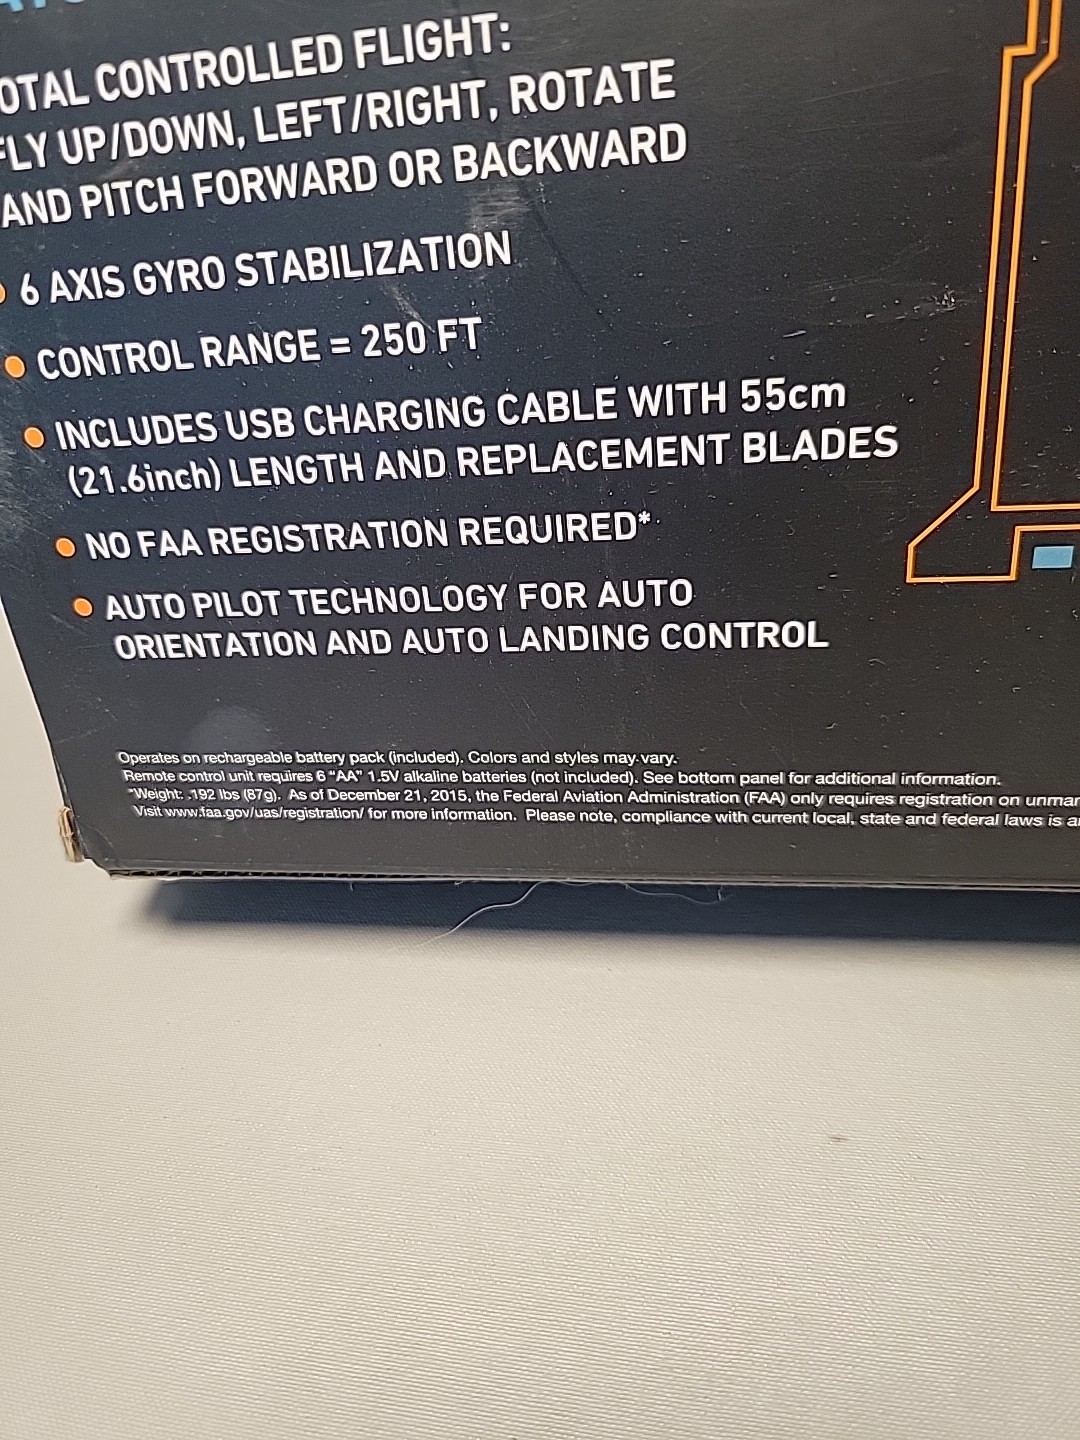 TOTAL CONTROLLED FLIGHT:
FLY UP/DOWN, LEFT/RIGHT, ROTATE
AND PITCH FORWARD OR BACKWARD
6 AXIS GYRO STABILIZATION
CONTROL RANGE = 250 FT
INCLUDES USB CHARGING CABLE WITH 55cm
(21.6inch) LENGTH AND REPLACEMENT BLADES
NO FAA REGISTRATION REQUIRED*
AUTO PILOT TECHNOLOGY FOR AUTO
ORIENTATION AND AUTO LANDING CONTROL
Operates on rechargeable battery pack (included). Colors and styles may vary.
Remote control unit requires 6 "AA" 1.5V alkaline batteries (not included). See bottom panel for additional information.
*Weight: .192 lbs (87g). As of December 21, 2015, the Federal Aviation Administration (FAA) only requires registration on unmar
Visit www.faa.gov/uas/registration/ for more information. Please note, compliance with current local, state and federal laws is